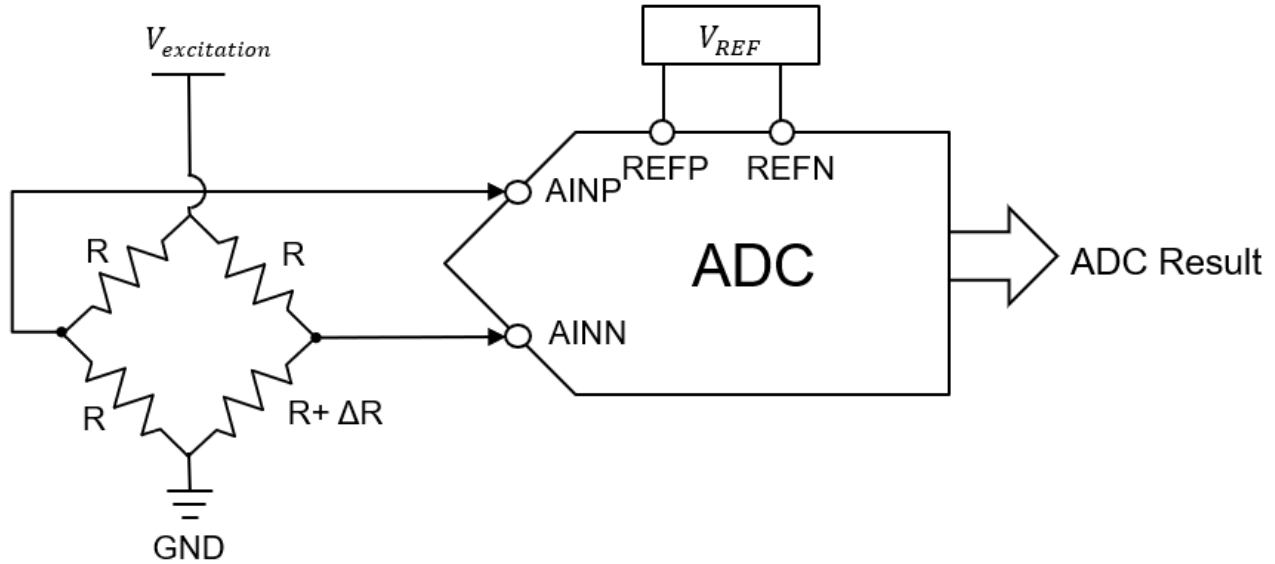 V_excitation
V_REF
REFP
REFN
AINP
R
R
ADC
ADC Result
AINN
R
R+ ΔR
GND